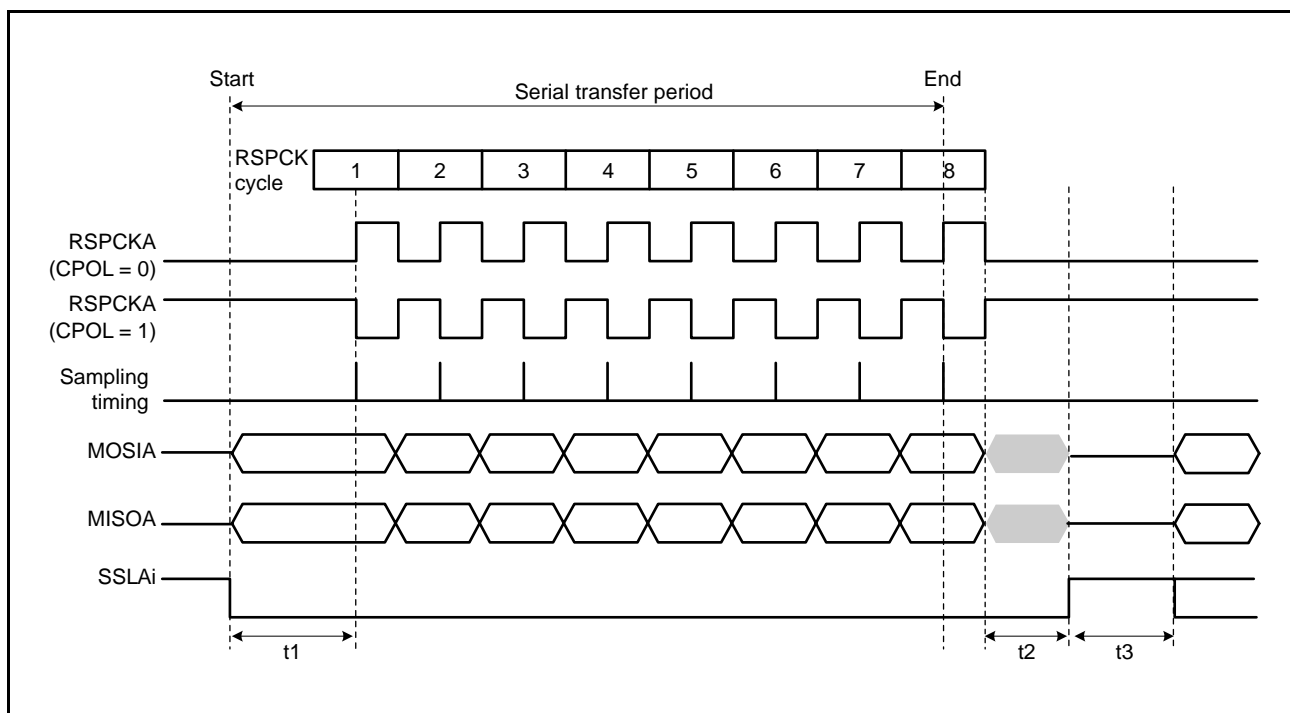 Start
End
Serial transfer period
RSPCK
cycle
1 2 3 4 5 6 7 8
RSPCKA
(CPOL = 0)
RSPCKA
(CPOL = 1)
Sampling
timing
MOSIA
MISOA
SSLAi
t1
t2
t3